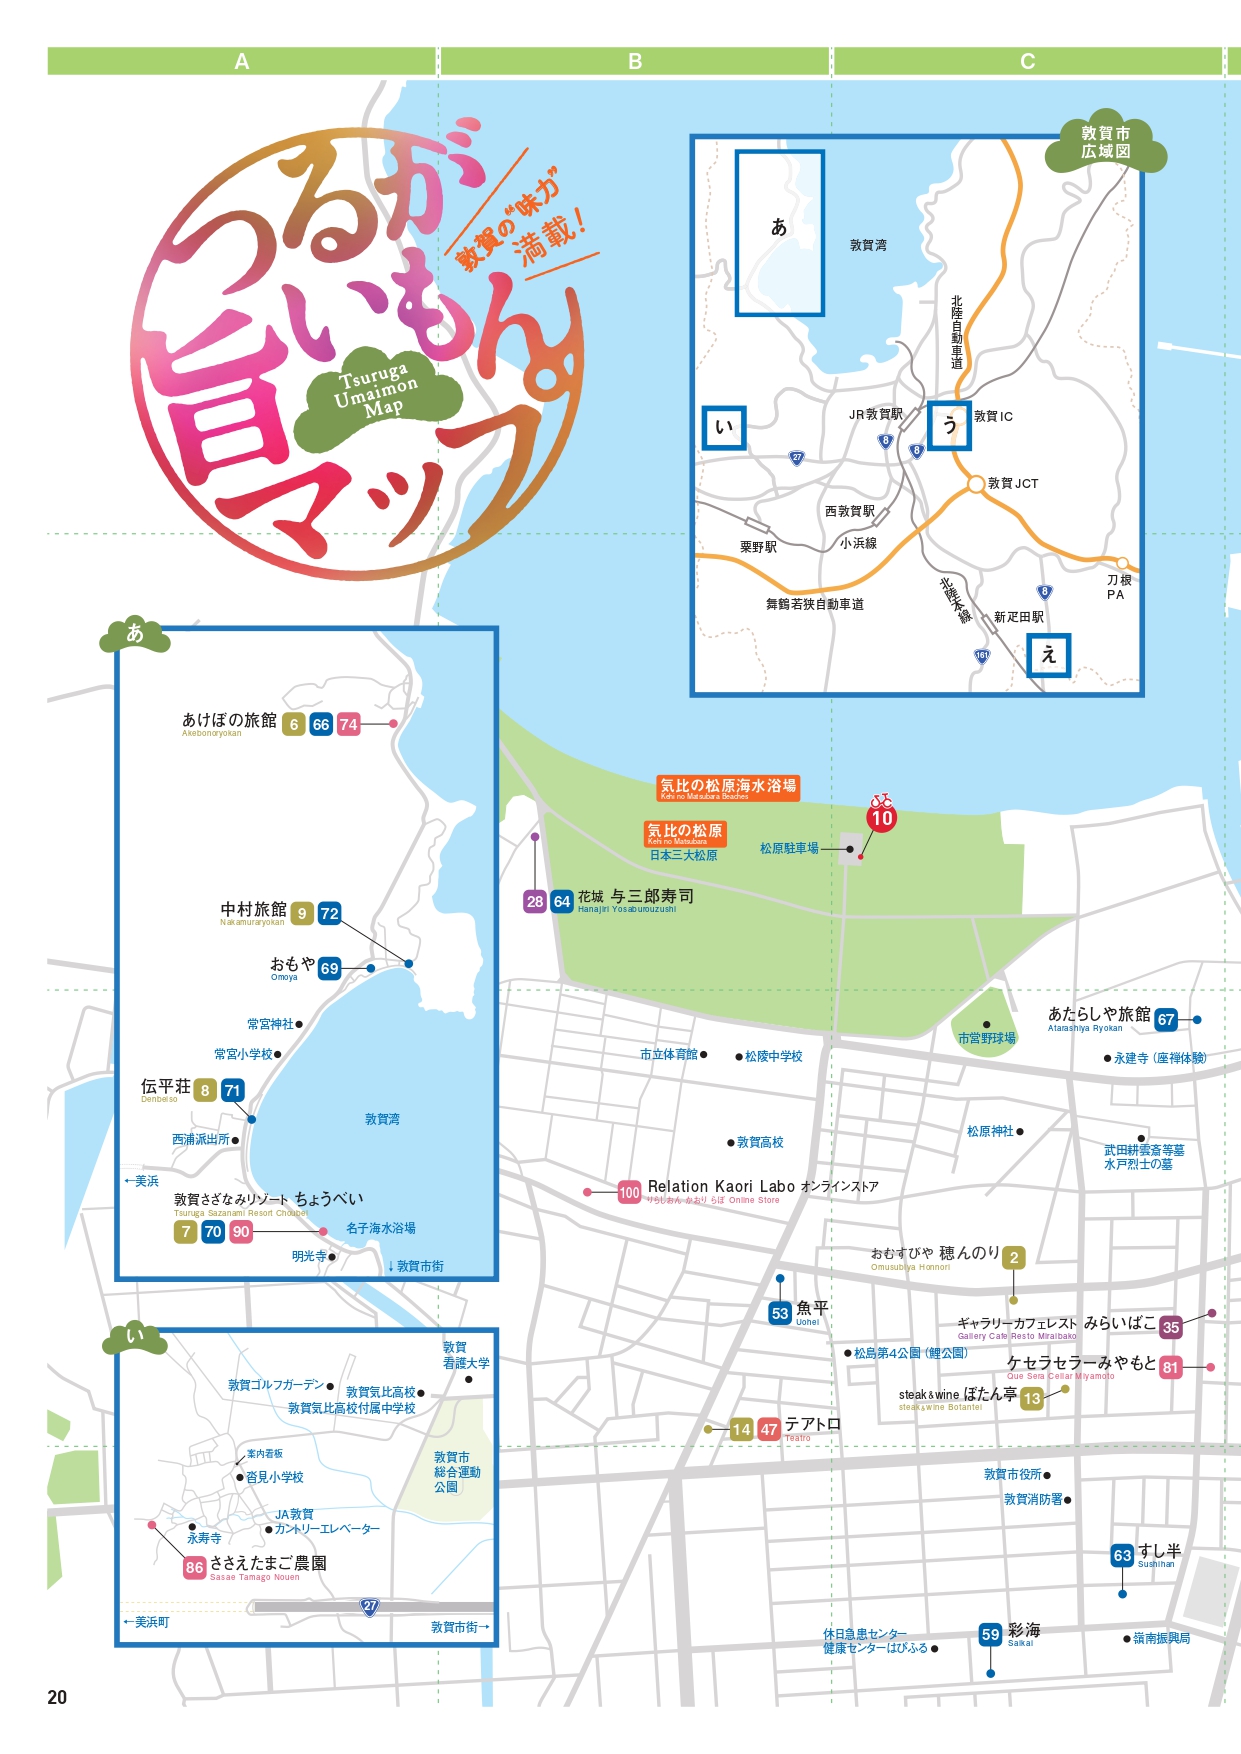 A
B
C
つるが
いもん
旨
マップ
Tsuruga
Umaimon
Map
敦賀の“味力”
満載！
敦賀市
広域図
あ
敦賀湾
北陸自動車道
JR敦賀駅
い
う
敦賀IC
8
8
27
敦賀JCT
西敦賀駅
粟野駅
小浜線
刀根
PA
舞鶴若狭自動車道
北陸本線
8
新疋田駅
161
え
あ
あけぼの旅館 6 66 74
Akebonoryokan
中村旅館 9 72
Nakamuraryokan
おもや 69
Omoya
常宮神社
常宮小学校
伝平荘 8 71
Denbeiso
敦賀湾
西浦派出所
←美浜
敦賀さざなみリゾート ちょうべい
Tsuruga Sazanami Resort Choubei
7 70 90
名子海水浴場
明光寺
↓敦賀市街
気比の松原海水浴場
Kehi no Matsubara Beaches
気比の松原
Kehi no Matsubara
日本三大松原
松原駐車場
10
28 64 花城 与三郎寿司
Hanajiri Yosaburouzushi
あたらしや旅館 67
Atarashiya Ryokan
市営野球場
市立体育館
松陵中学校
永建寺（座禅体験）
松原神社
敦賀高校
武田耕雲斎等墓
水戸烈士の墓
100 Relation Kaori Labo オンラインストア
りらしおん かおり らぼ Online Store
おむすびや 穂んのり 2
Omusubiya Honnori
53 魚平
Uohei
ギャラリーカフェレスト みらいばこ 35
Gallery Cafe Resto Miraibako
松島第4公園（鯉公園）
ケセラセラーみやもと 81
Que Sera Cellar Miyamoto
steak&wine ぼたん亭 13
steak&wine Botantei
14 47 テアトロ
Teatro
い
敦賀
看護大学
敦賀ゴルフガーデン
敦賀気比高校
敦賀気比高校付属中学校
案内看板
沓見小学校
敦賀市
総合運動
公園
JA敦賀
カントリーエレベーター
永寿寺
86 ささえたまご農園
Sasae Tamago Nouen
27
←美浜町
敦賀市街→
敦賀市役所
敦賀消防署
63 すし半
Sushihan
59 彩海
Saikai
休日急患センター
健康センターはぴふる
嶺南振興局
20